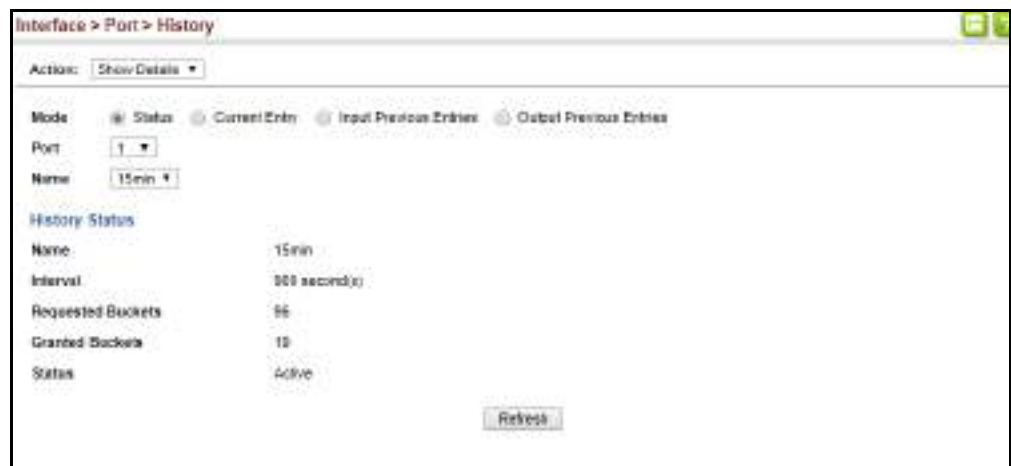 Interface > Port > History
Action: Show Details
Mode Status Current Entry Input Previous Entries Output Previous Entries
Port 1
Name 15min
History Status
Name 15min
Interval 900 second(s)
Requested Buckets 96
Granted Buckets
Status Active
Refresh